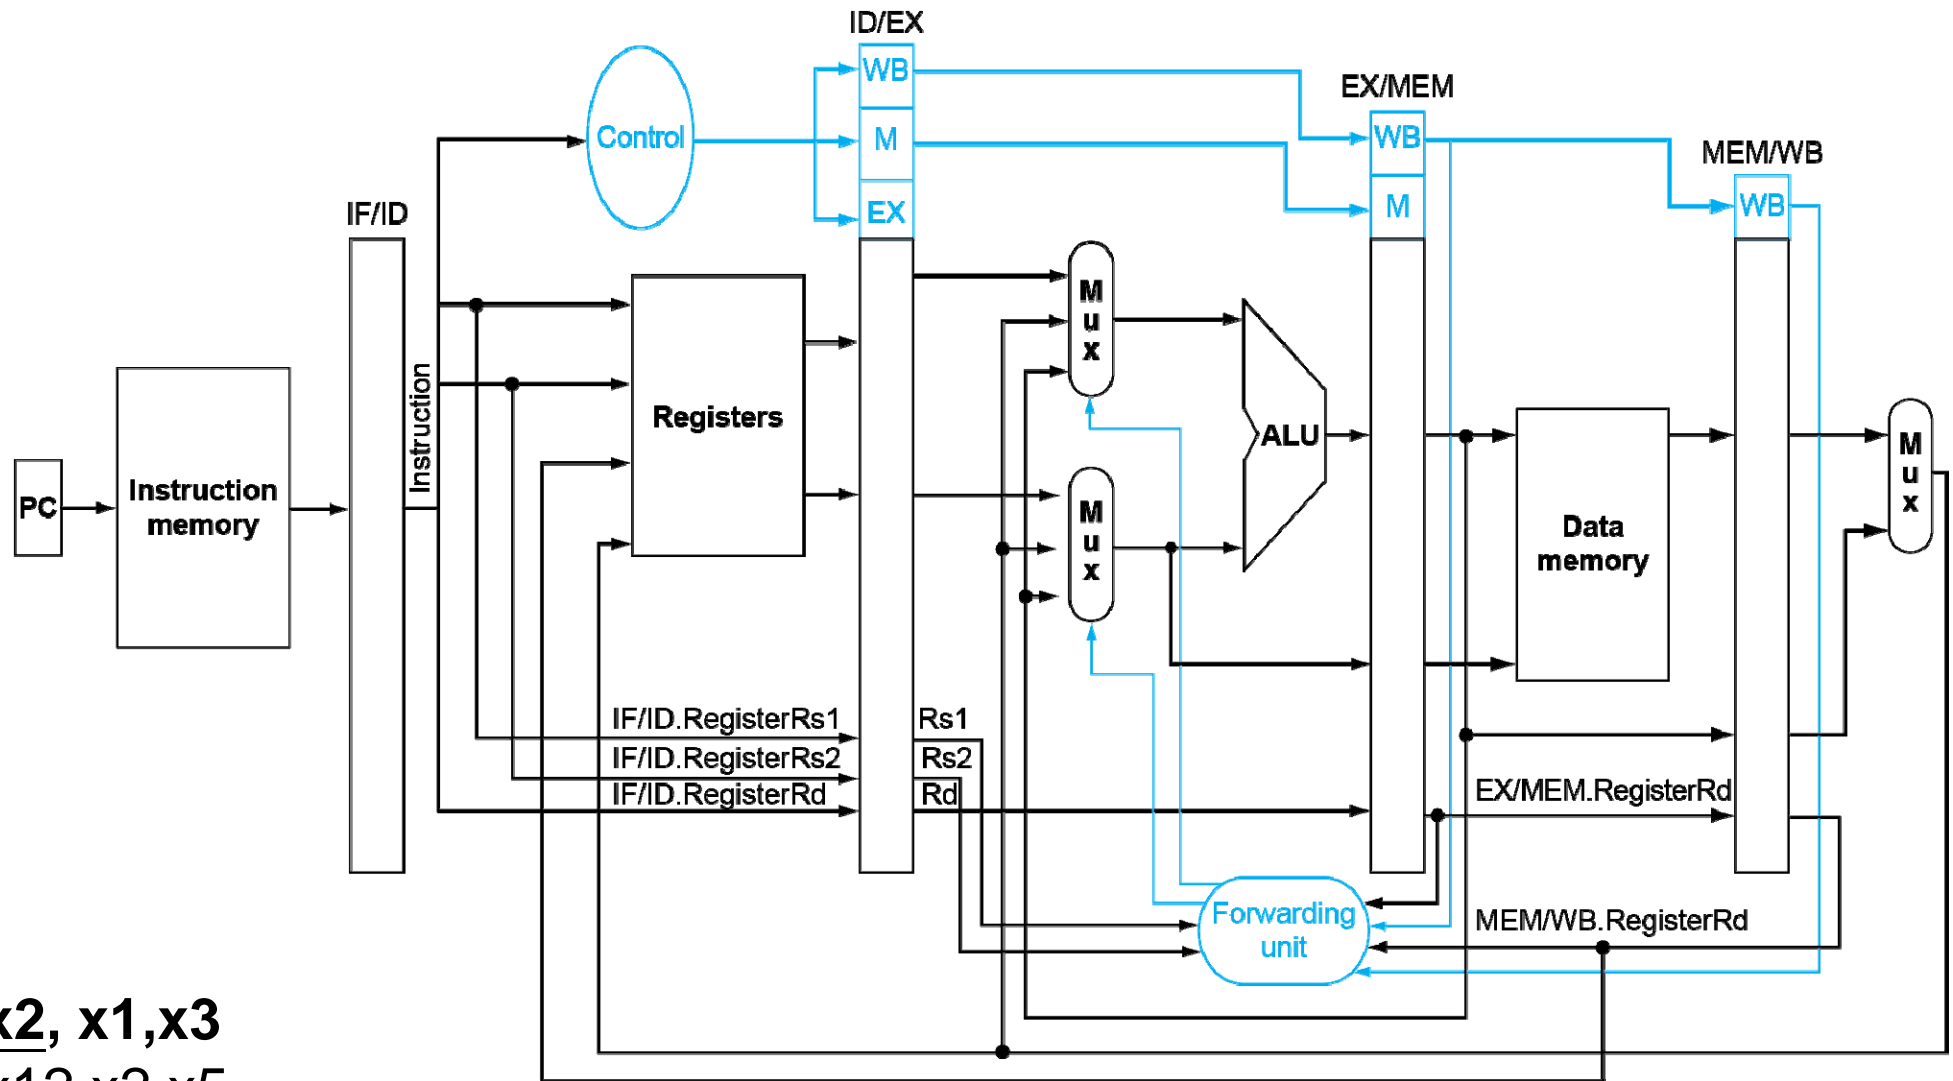 ID/EX
WB
EX/MEM
Control
M
WB
MEM/WB
IF/ID
EX
M
WB
M
u
x
Instruction
Registers
ALU
M
u
x
PC
Instruction
memory
M
u
x
Data
memory
IF/ID.RegisterRs1
Rs1
IF/ID.RegisterRs2
Rs2
IF/ID.RegisterRd
Rd
EX/MEM.RegisterRd
Forwarding
unit
MEM/WB.RegisterRd
x2, x1,x3